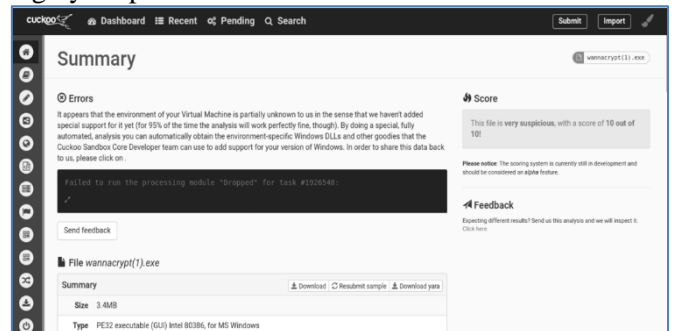 cuckoo Dashboard Recent Pending Search Submit Import
Summary
wannacrypt(1).exe
Errors
It appears that the environment of your Virtual Machine is partially unknown to us in the sense that we haven't added
special support for it yet (for 95% of the time the analysis will work perfectly fine, though). By doing a special, fully
automated, analysis you can automatically obtain the environment-specific Windows DLLs and other goodies that the
Cuckoo Sandbox Core Developer team can use to add support for your version of Windows. In order to share this data back
to us, please click on .
Failed to run the processing module "Dropped" for task #1926540:
Send feedback
Score
This file is very suspicious, with a score of 10 out of
10!
Please notice: The scoring system is currently still in development and
should be considered an alpha feature.
Feedback
Expecting different results? Send us this analysis and we will inspect it.
Click here
File wannacrypt(1).exe
Summary Download Resubmit sample Download yara
Size 3.4MB
Type PE32 executable (GUI) Intel 80386, for MS Windows